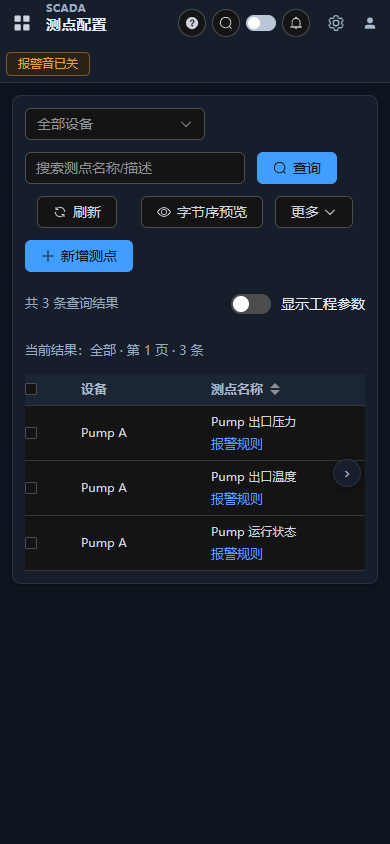 SCADA
测点配置
报警音已关
全部设备
搜索测点名称/描述
查询
刷新
字节序预览
更多
新增测点
共 3 条查询结果
显示工程参数
当前结果：全部 · 第 1 页 · 3 条
设备
测点名称
Pump A
Pump 出口压力
报警规则
Pump A
Pump 出口温度
报警规则
Pump A
Pump 运行状态
报警规则